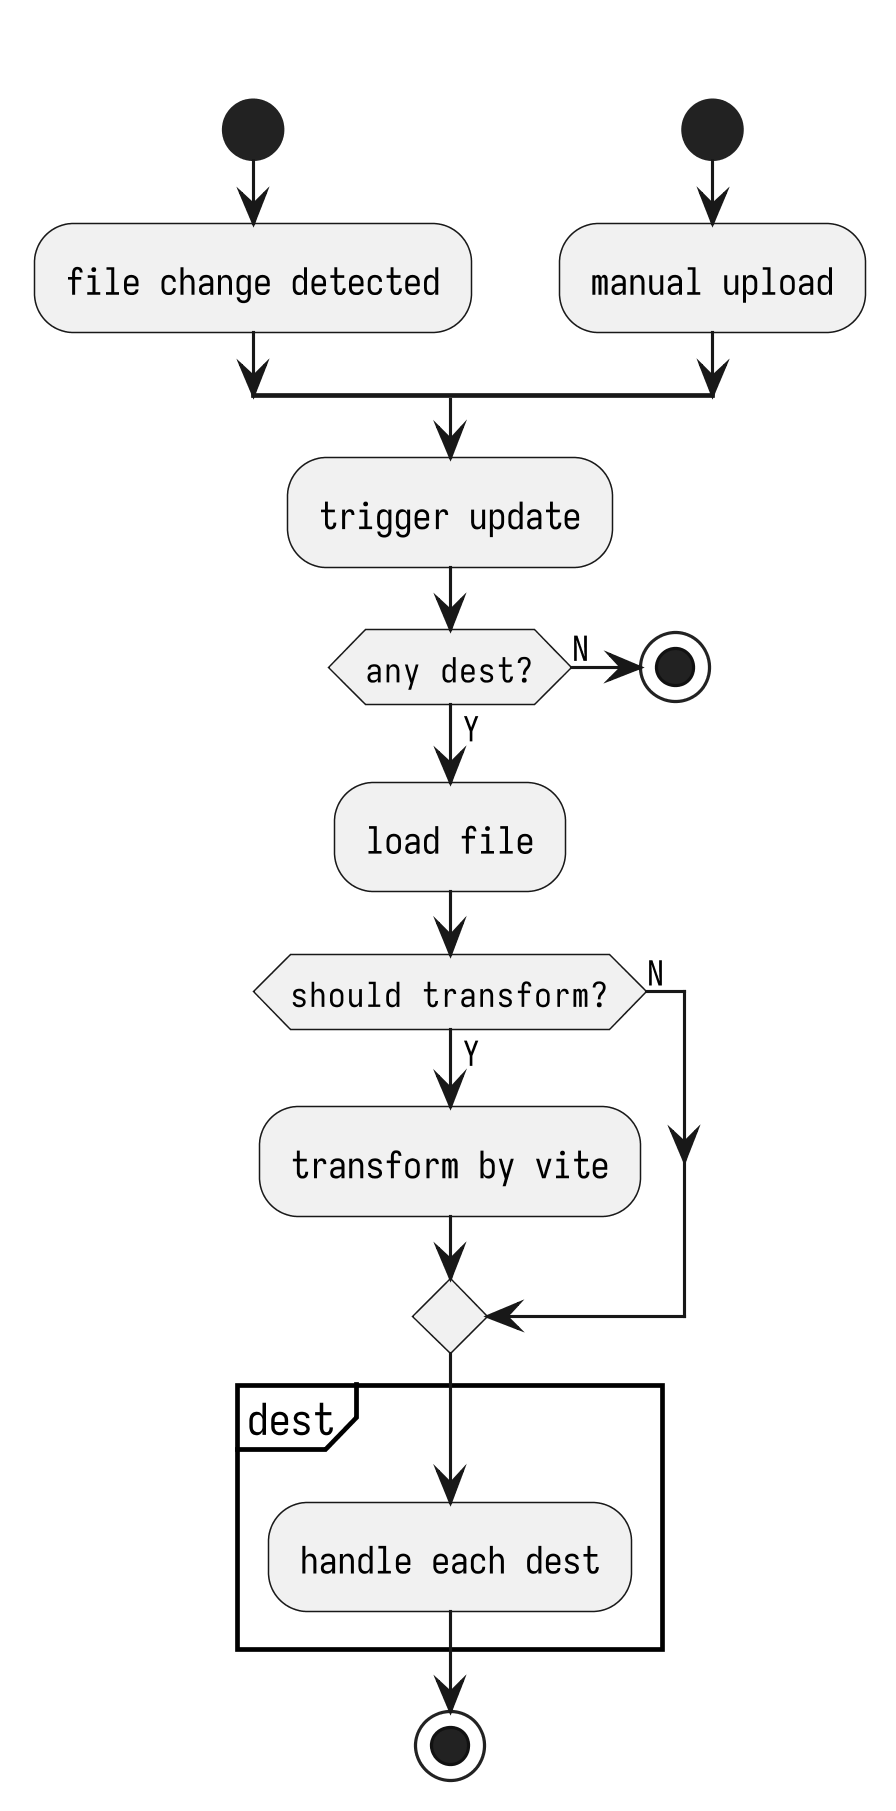 file change detected
manual upload
trigger update
any dest?
N
Y
load file
should transform?
N
Y
transform by vite
dest
handle each dest